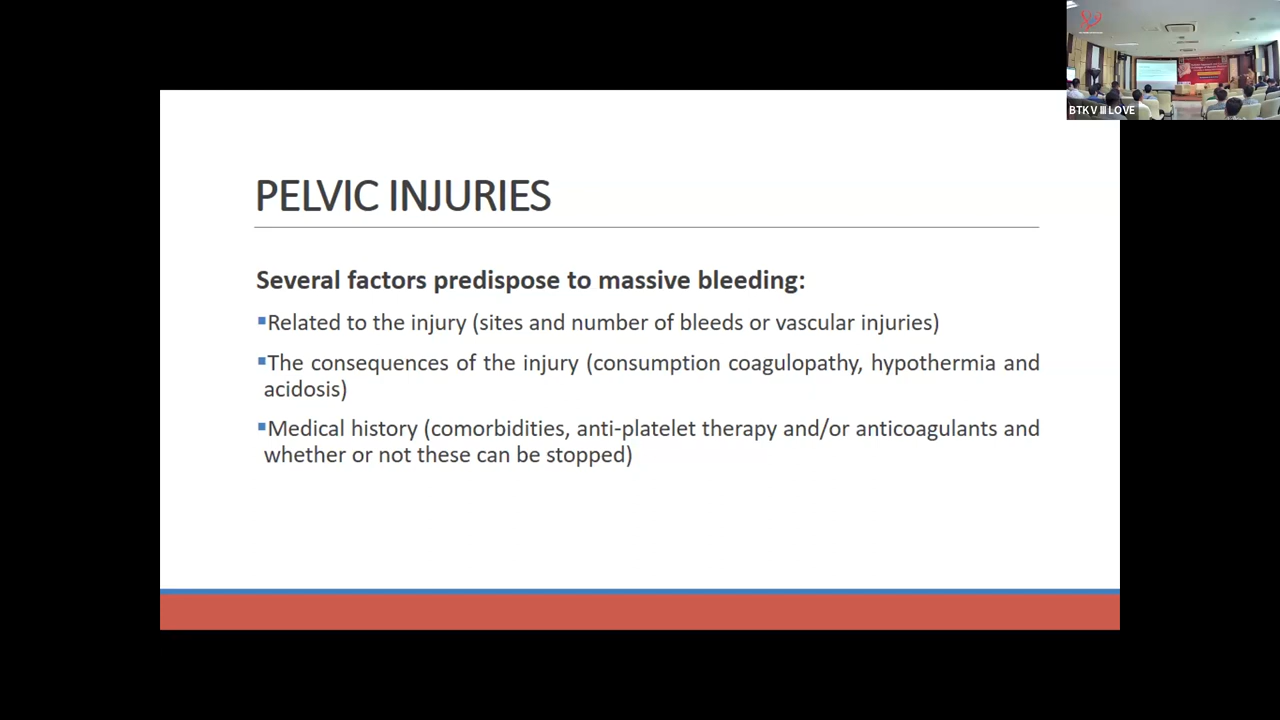 PELVIC INJURIES
Several factors predispose to massive bleeding:
▪Related to the injury (sites and number of bleeds or vascular injuries)
▪The consequences of the injury (consumption coagulopathy, hypothermia and
acidosis)
▪Medical history (comorbidities, anti-platelet therapy and/or anticoagulants and
whether or not these can be stopped)
BTKV III LOVE